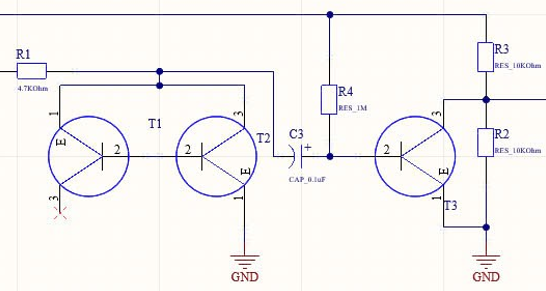 R1
4.7KOhm
R3
RES_10KOhm
R4
RES_1M
R2
RES_10KOhm
1
E
T1
2
2
3
T2
E
1
3
C3
+
CAP_0.1uF
2
3
E
1
T3
GND
GND